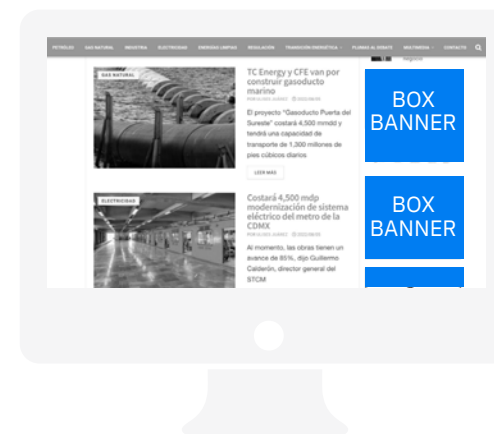 PETRÓLEO GAS NATURAL INDUSTRIA ELECTRICIDAD ENERGÍAS LIMPIAS REGULACIÓN TRANSICIÓN ENERGÉTICA PLUMAS AL DEBATE MULTIMEDIA CONTACTO
negocio
GAS NATURAL
TC Energy y CFE van por
construir gasoducto
marino
El proyecto "Gasoducto Puerta del
Sureste" costará 4,500 mmdd y
tendrá una capacidad de
transporte de 1,300 millones de
pies cúbicos diarios
LEER MÁS
BOX
BANNER
ELECTRICIDAD
Costará 4,500 mdp
modernización de sistema
eléctrico del metro de la
CDMX
Al momento, las obras tienen un
avance de 85%, dijo Guillermo
Calderón, director general del
STCM
BOX
BANNER